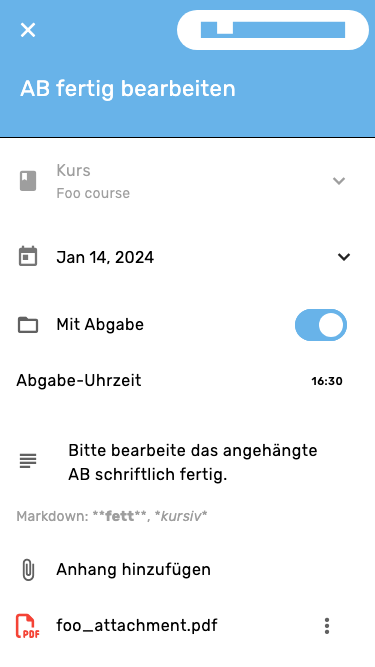 AB fertig bearbeiten
Kurs
Foo course
Jan 14, 2024
Mit Abgabe
Abgabe-Uhrzeit 16:30
Bitte bearbeite das angehängte
AB schriftlich fertig.
Markdown: **fett**, *kursiv*
Anhang hinzufügen
PDF foo_attachment.pdf